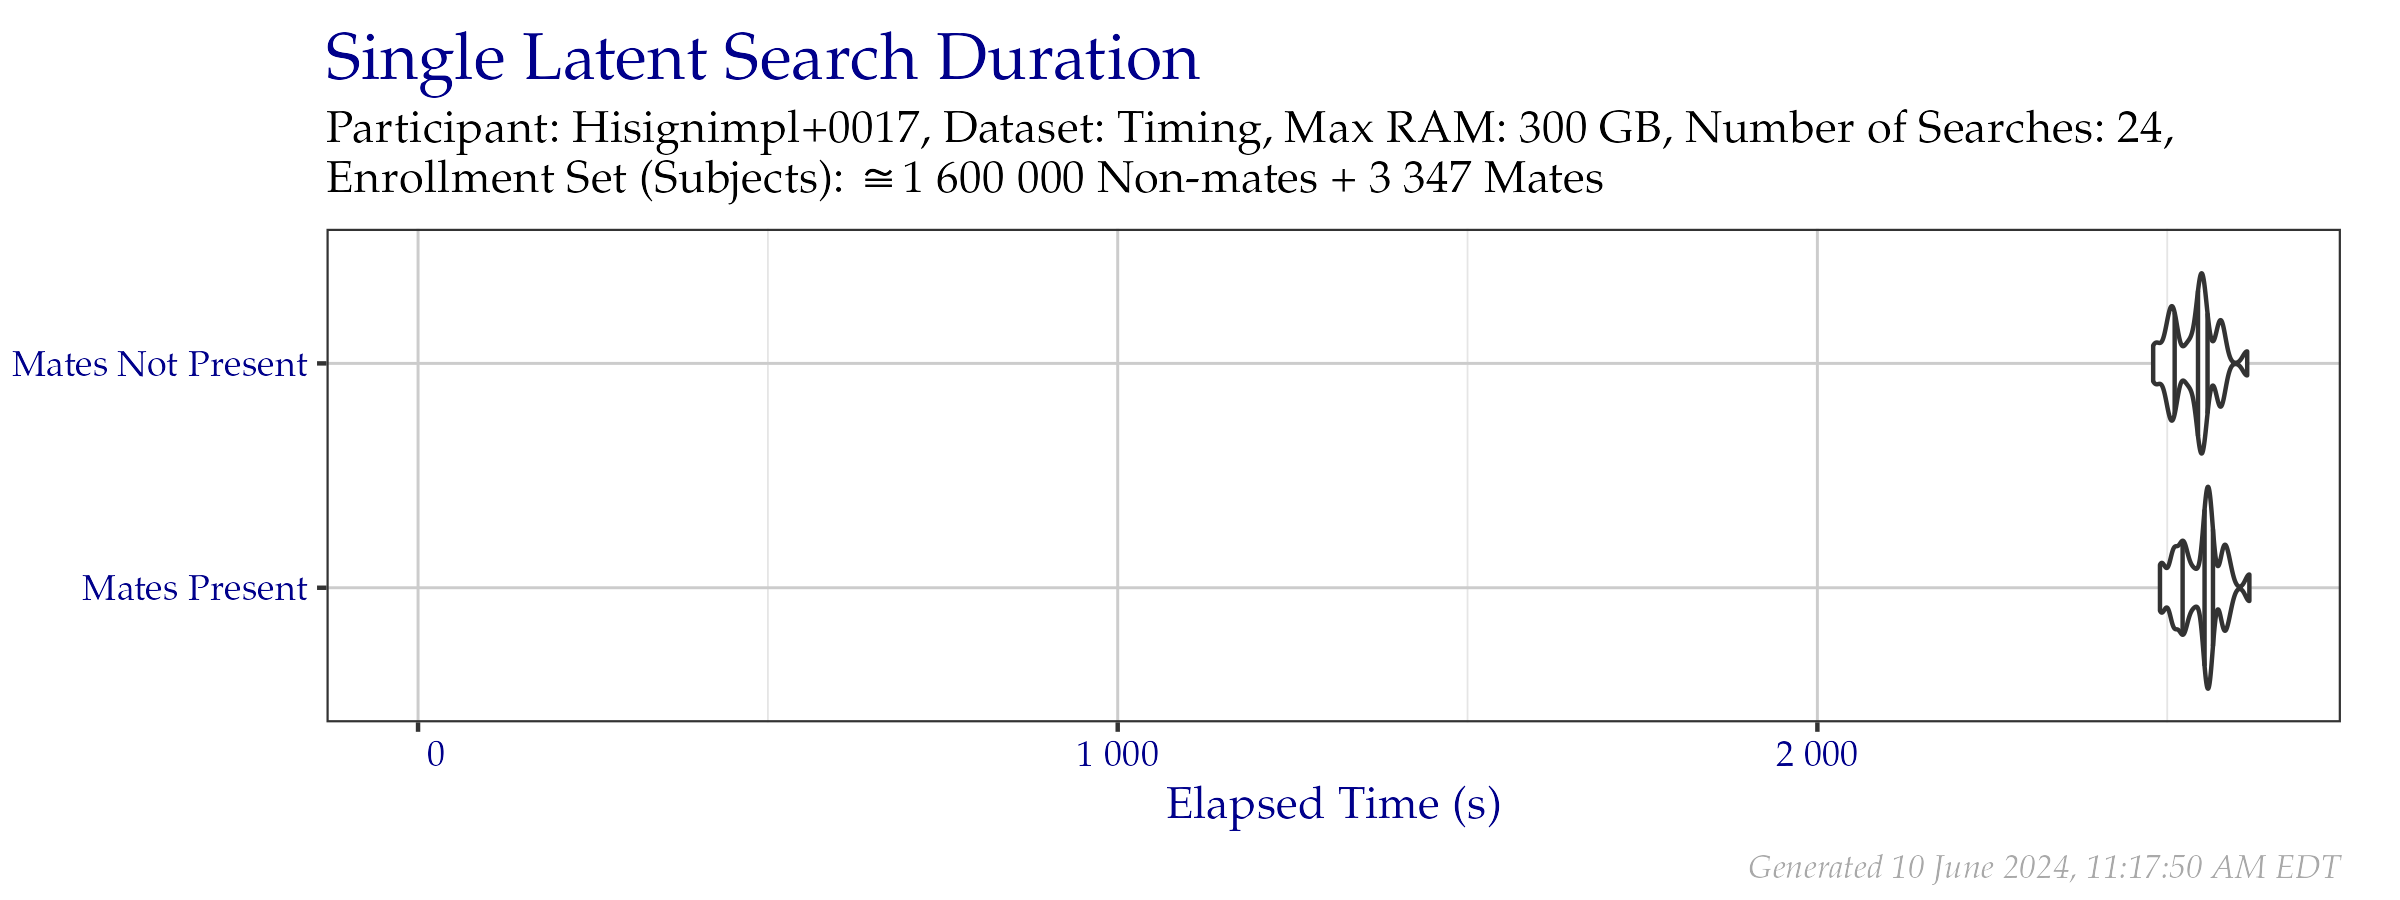 Single Latent Search Duration
Participant: Hisignimpl+0017, Dataset: Timing, Max RAM: 300 GB, Number of Searches: 24,
Enrollment Set (Subjects): ≅ 1 600 000 Non-mates + 3 347 Mates
Mates Not Present
Mates Present
0
1 000
2 000
Elapsed Time (s)
Generated 10 June 2024, 11:17:50 AM EDT